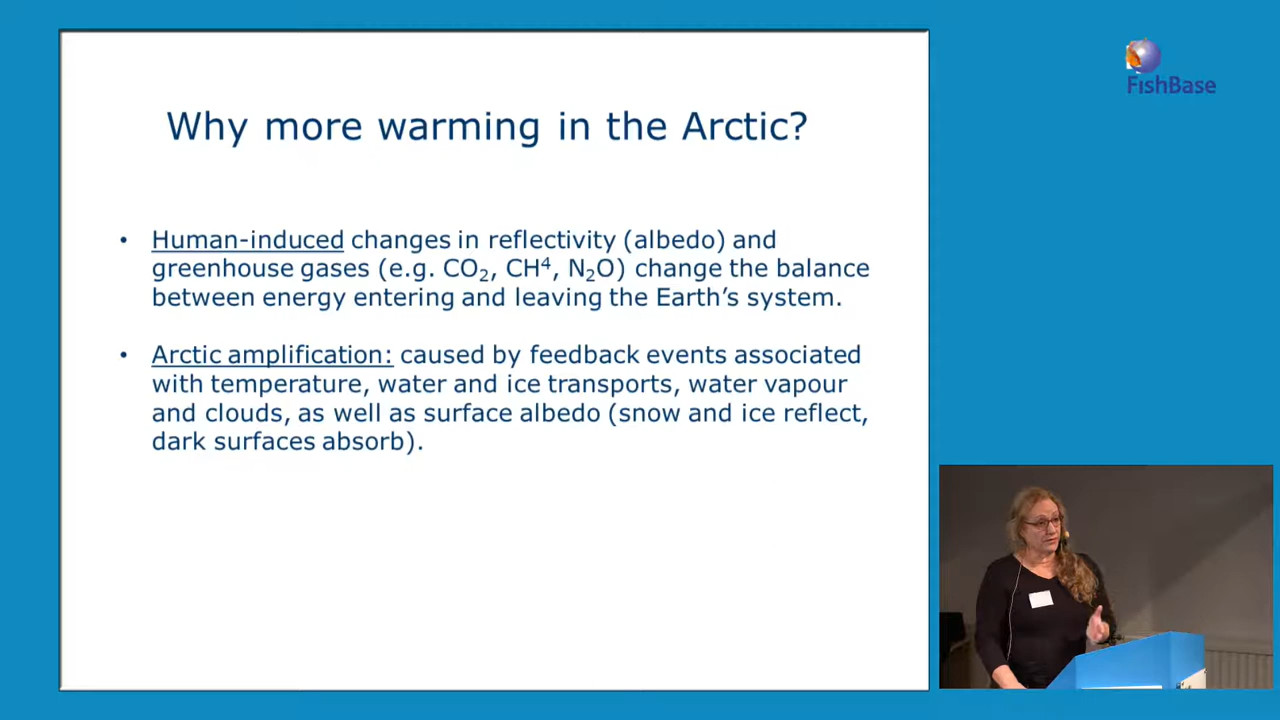 FishBase
Why more warming in the Arctic?
• Human-induced changes in reflectivity (albedo) and
greenhouse gases (e.g. CO₂, CH⁴, N₂O) change the balance
between energy entering and leaving the Earth's system.
• Arctic amplification: caused by feedback events associated
with temperature, water and ice transports, water vapour
and clouds, as well as surface albedo (snow and ice reflect,
dark surfaces absorb).